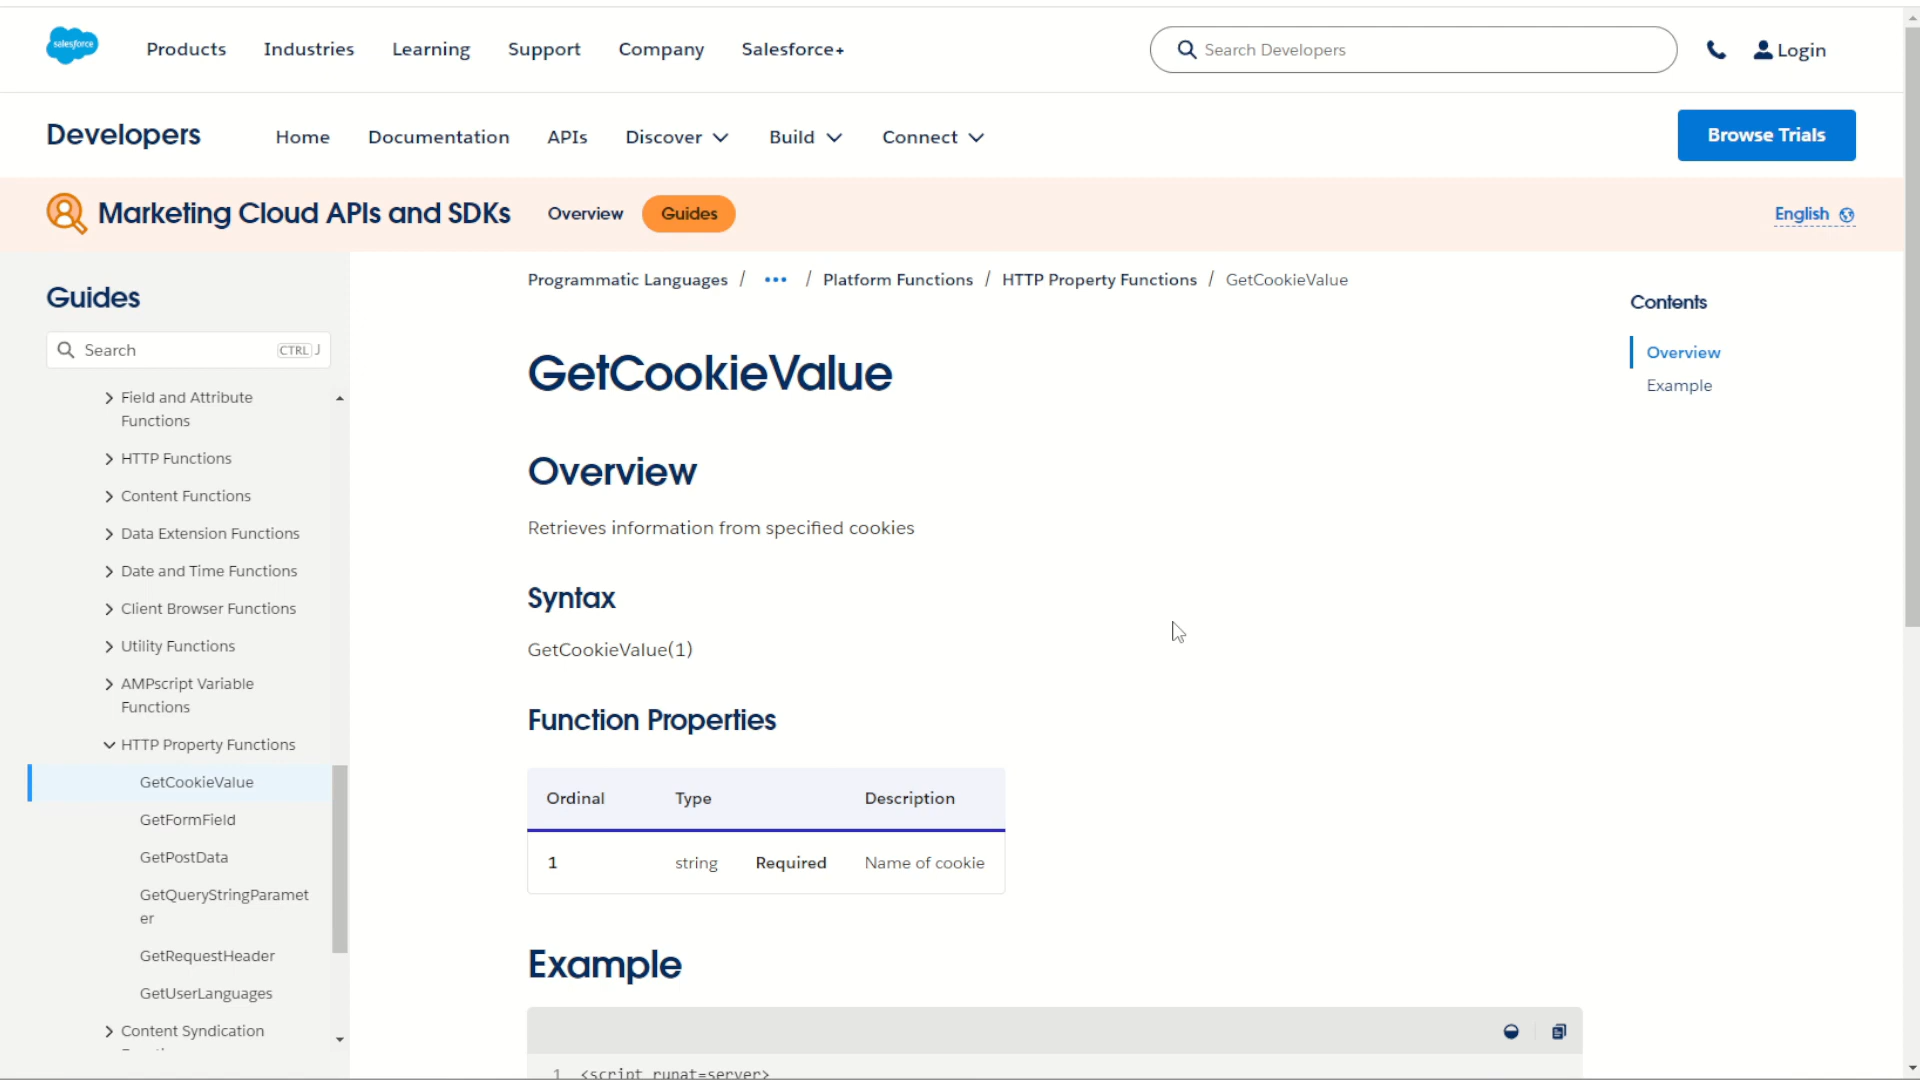 salesforce
Products Industries Learning Support Company Salesforce+
Search Developers
Login
Developers
Home Documentation APIs Discover Build Connect
Browse Trials
Marketing Cloud APIs and SDKs
Overview Guides
English
Guides
Search CTRL J
Field and Attribute
Functions
HTTP Functions
Content Functions
Data Extension Functions
Date and Time Functions
Client Browser Functions
Utility Functions
AMPscript Variable
Functions
HTTP Property Functions
GetCookieValue
GetFormField
GetPostData
GetQueryStringParamet
er
GetRequestHeader
GetUserLanguages
Content Syndication
Programmatic Languages / ••• / Platform Functions / HTTP Property Functions / GetCookieValue
GetCookieValue
Overview
Retrieves information from specified cookies
Syntax
GetCookieValue(1)
Function Properties
Ordinal Type Description
1 string Required Name of cookie
Example
1 <script runat=server>
Contents
Overview
Example